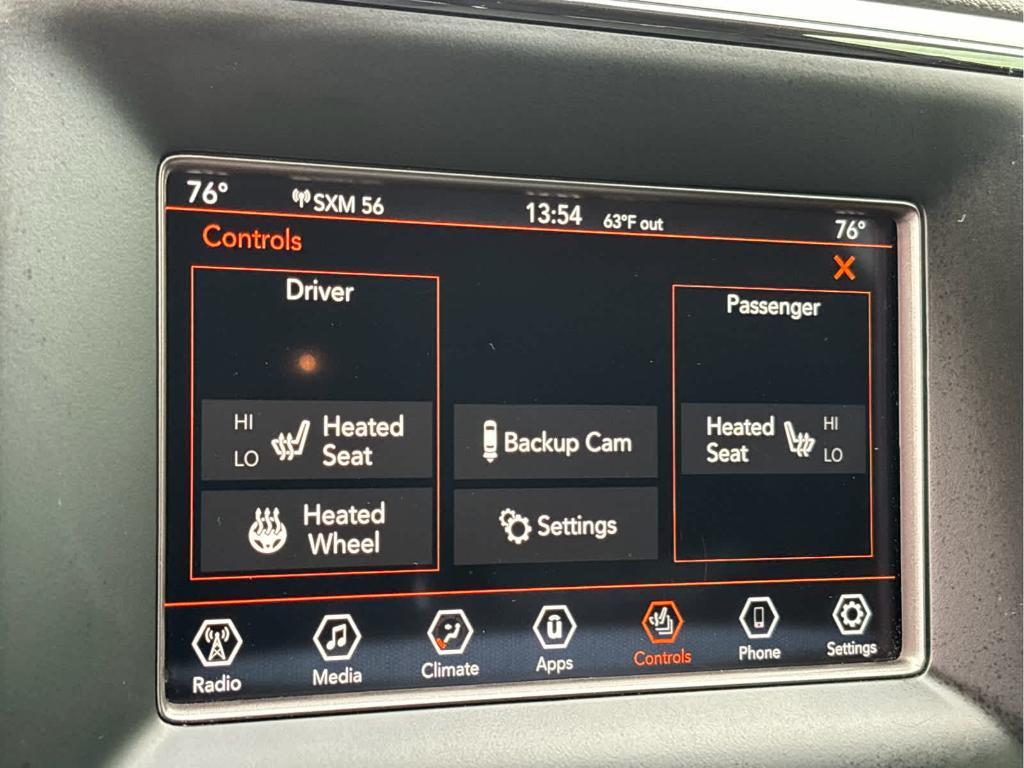 76° SXM 56 13:54 63°F out 76°
Controls
X
Driver
Passenger
HI
LO
Heated
Seat
Backup Cam
Heated
Seat
HI
LO
Heated
Wheel
Settings
Radio Media Climate Apps Controls Phone Settings